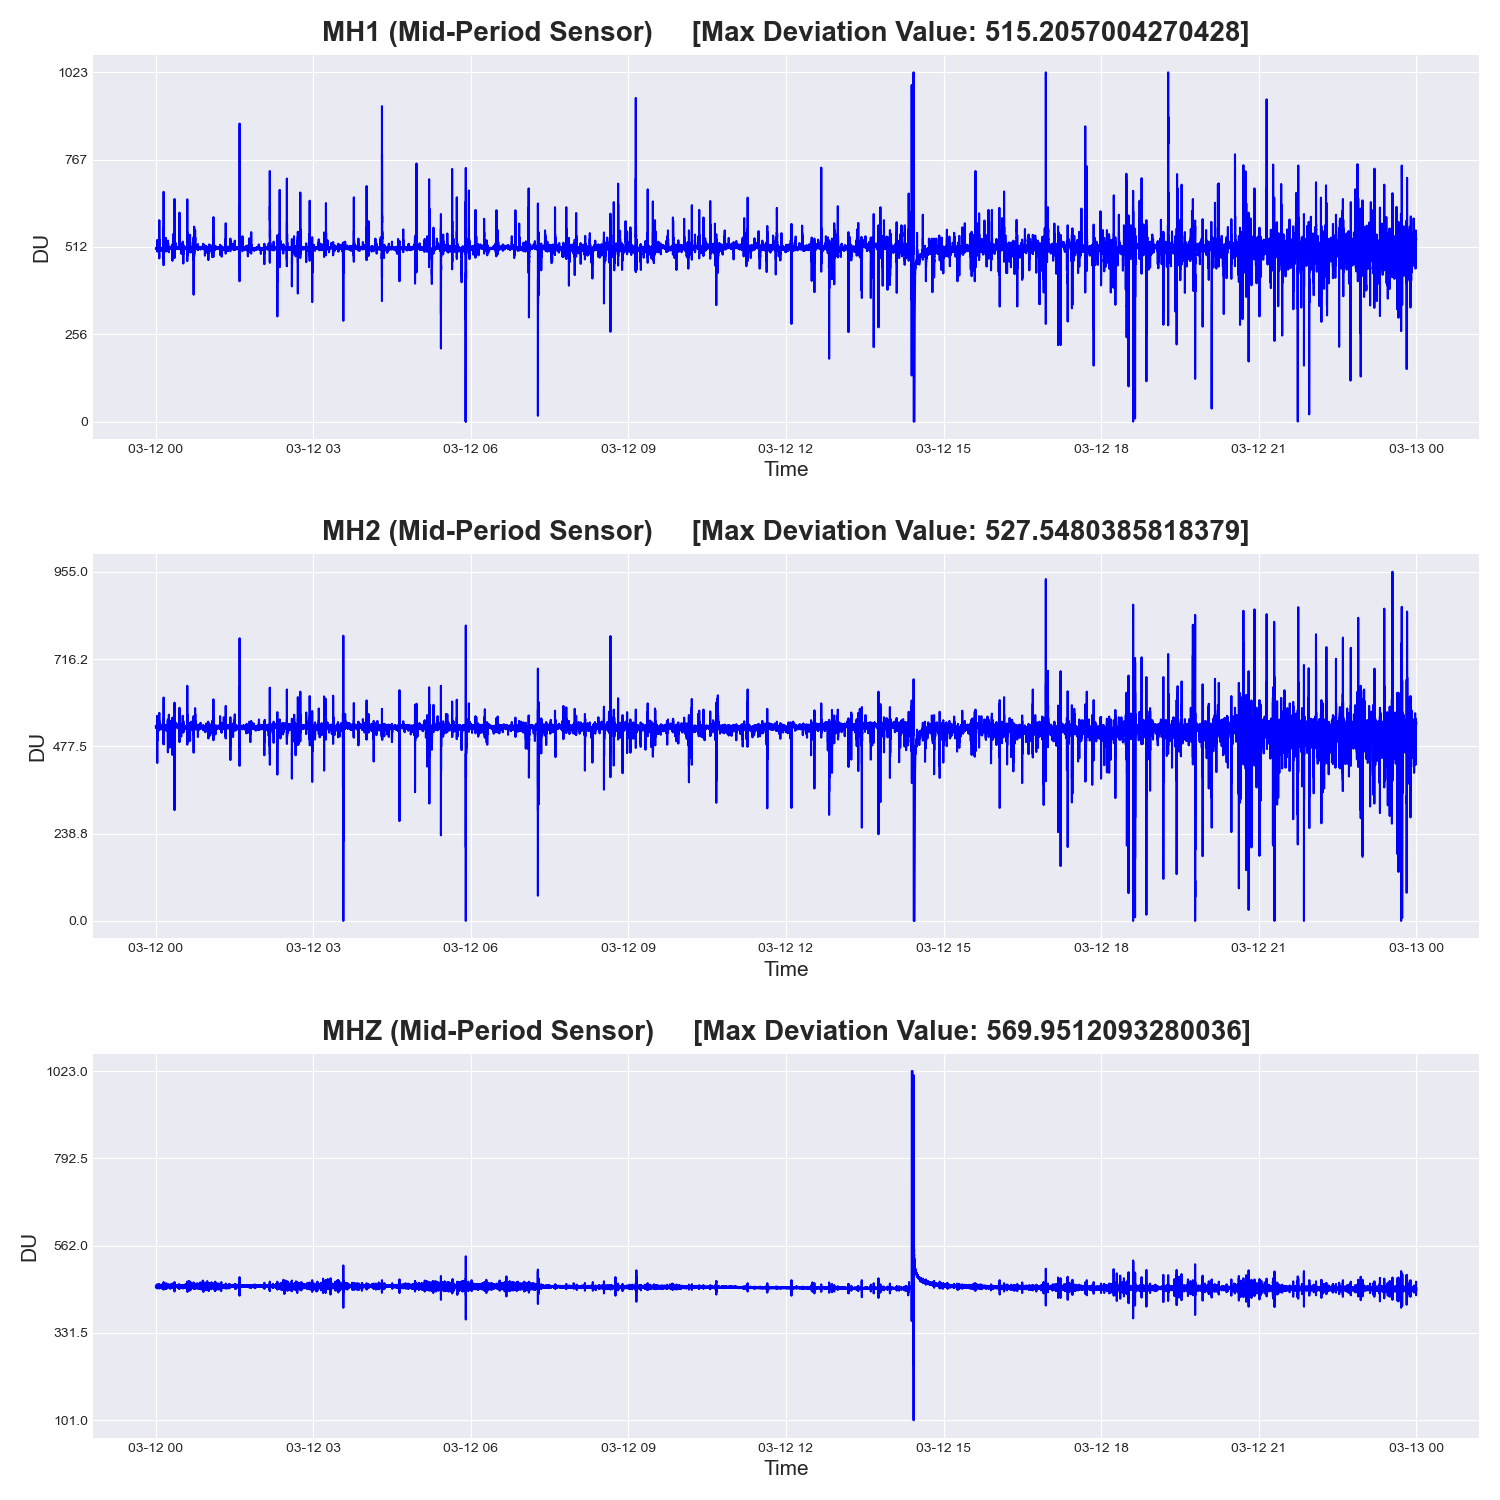 MH1 (Mid-Period Sensor) [Max Deviation Value: 515.2057004270428]
1023
767
512
256
0
DU
03-12 00 03-12 03 03-12 06 03-12 09 03-12 12 03-12 15 03-12 18 03-12 21 03-13 00
Time
MH2 (Mid-Period Sensor) [Max Deviation Value: 527.5480385818379]
955.0
716.2
477.5
238.8
0.0
DU
03-12 00 03-12 03 03-12 06 03-12 09 03-12 12 03-12 15 03-12 18 03-12 21 03-13 00
Time
MHZ (Mid-Period Sensor) [Max Deviation Value: 569.9512093280036]
1023.0
792.5
562.0
331.5
101.0
DU
03-12 00 03-12 03 03-12 06 03-12 09 03-12 12 03-12 15 03-12 18 03-12 21 03-13 00
Time